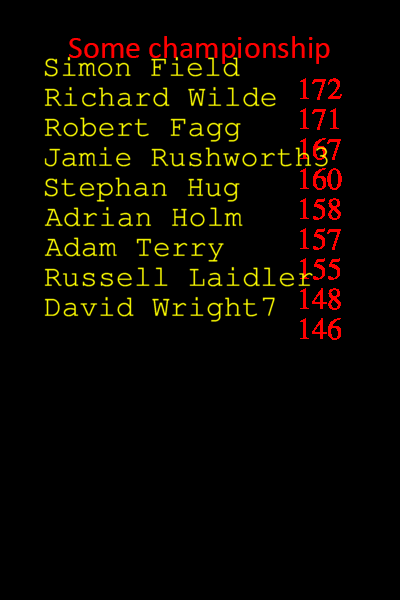 Some championship
Simon Field
172
Richard Wilde
171
Robert Fagg
167
Jamie Rushworth3
160
Stephan Hug
158
Adrian Holm
157
Adam Terry
155
Russell Laidler
148
David Wright7
146